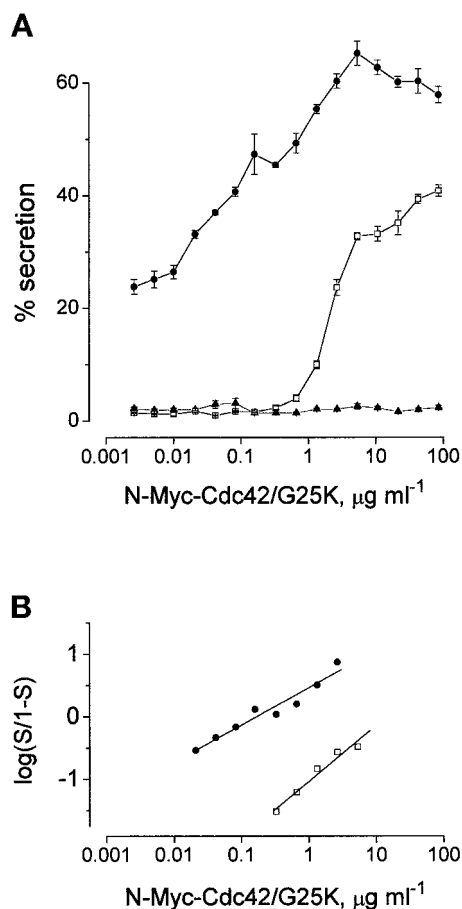 A
60
40
20
0
% secretion
0.001 0.01 0.1 1 10 100
N-Myc-Cdc42/G25K, µg ml⁻¹
B
1
0
-1
log(S/1-S)
0.001 0.01 0.1 1 10 100
N-Myc-Cdc42/G25K, µg ml⁻¹